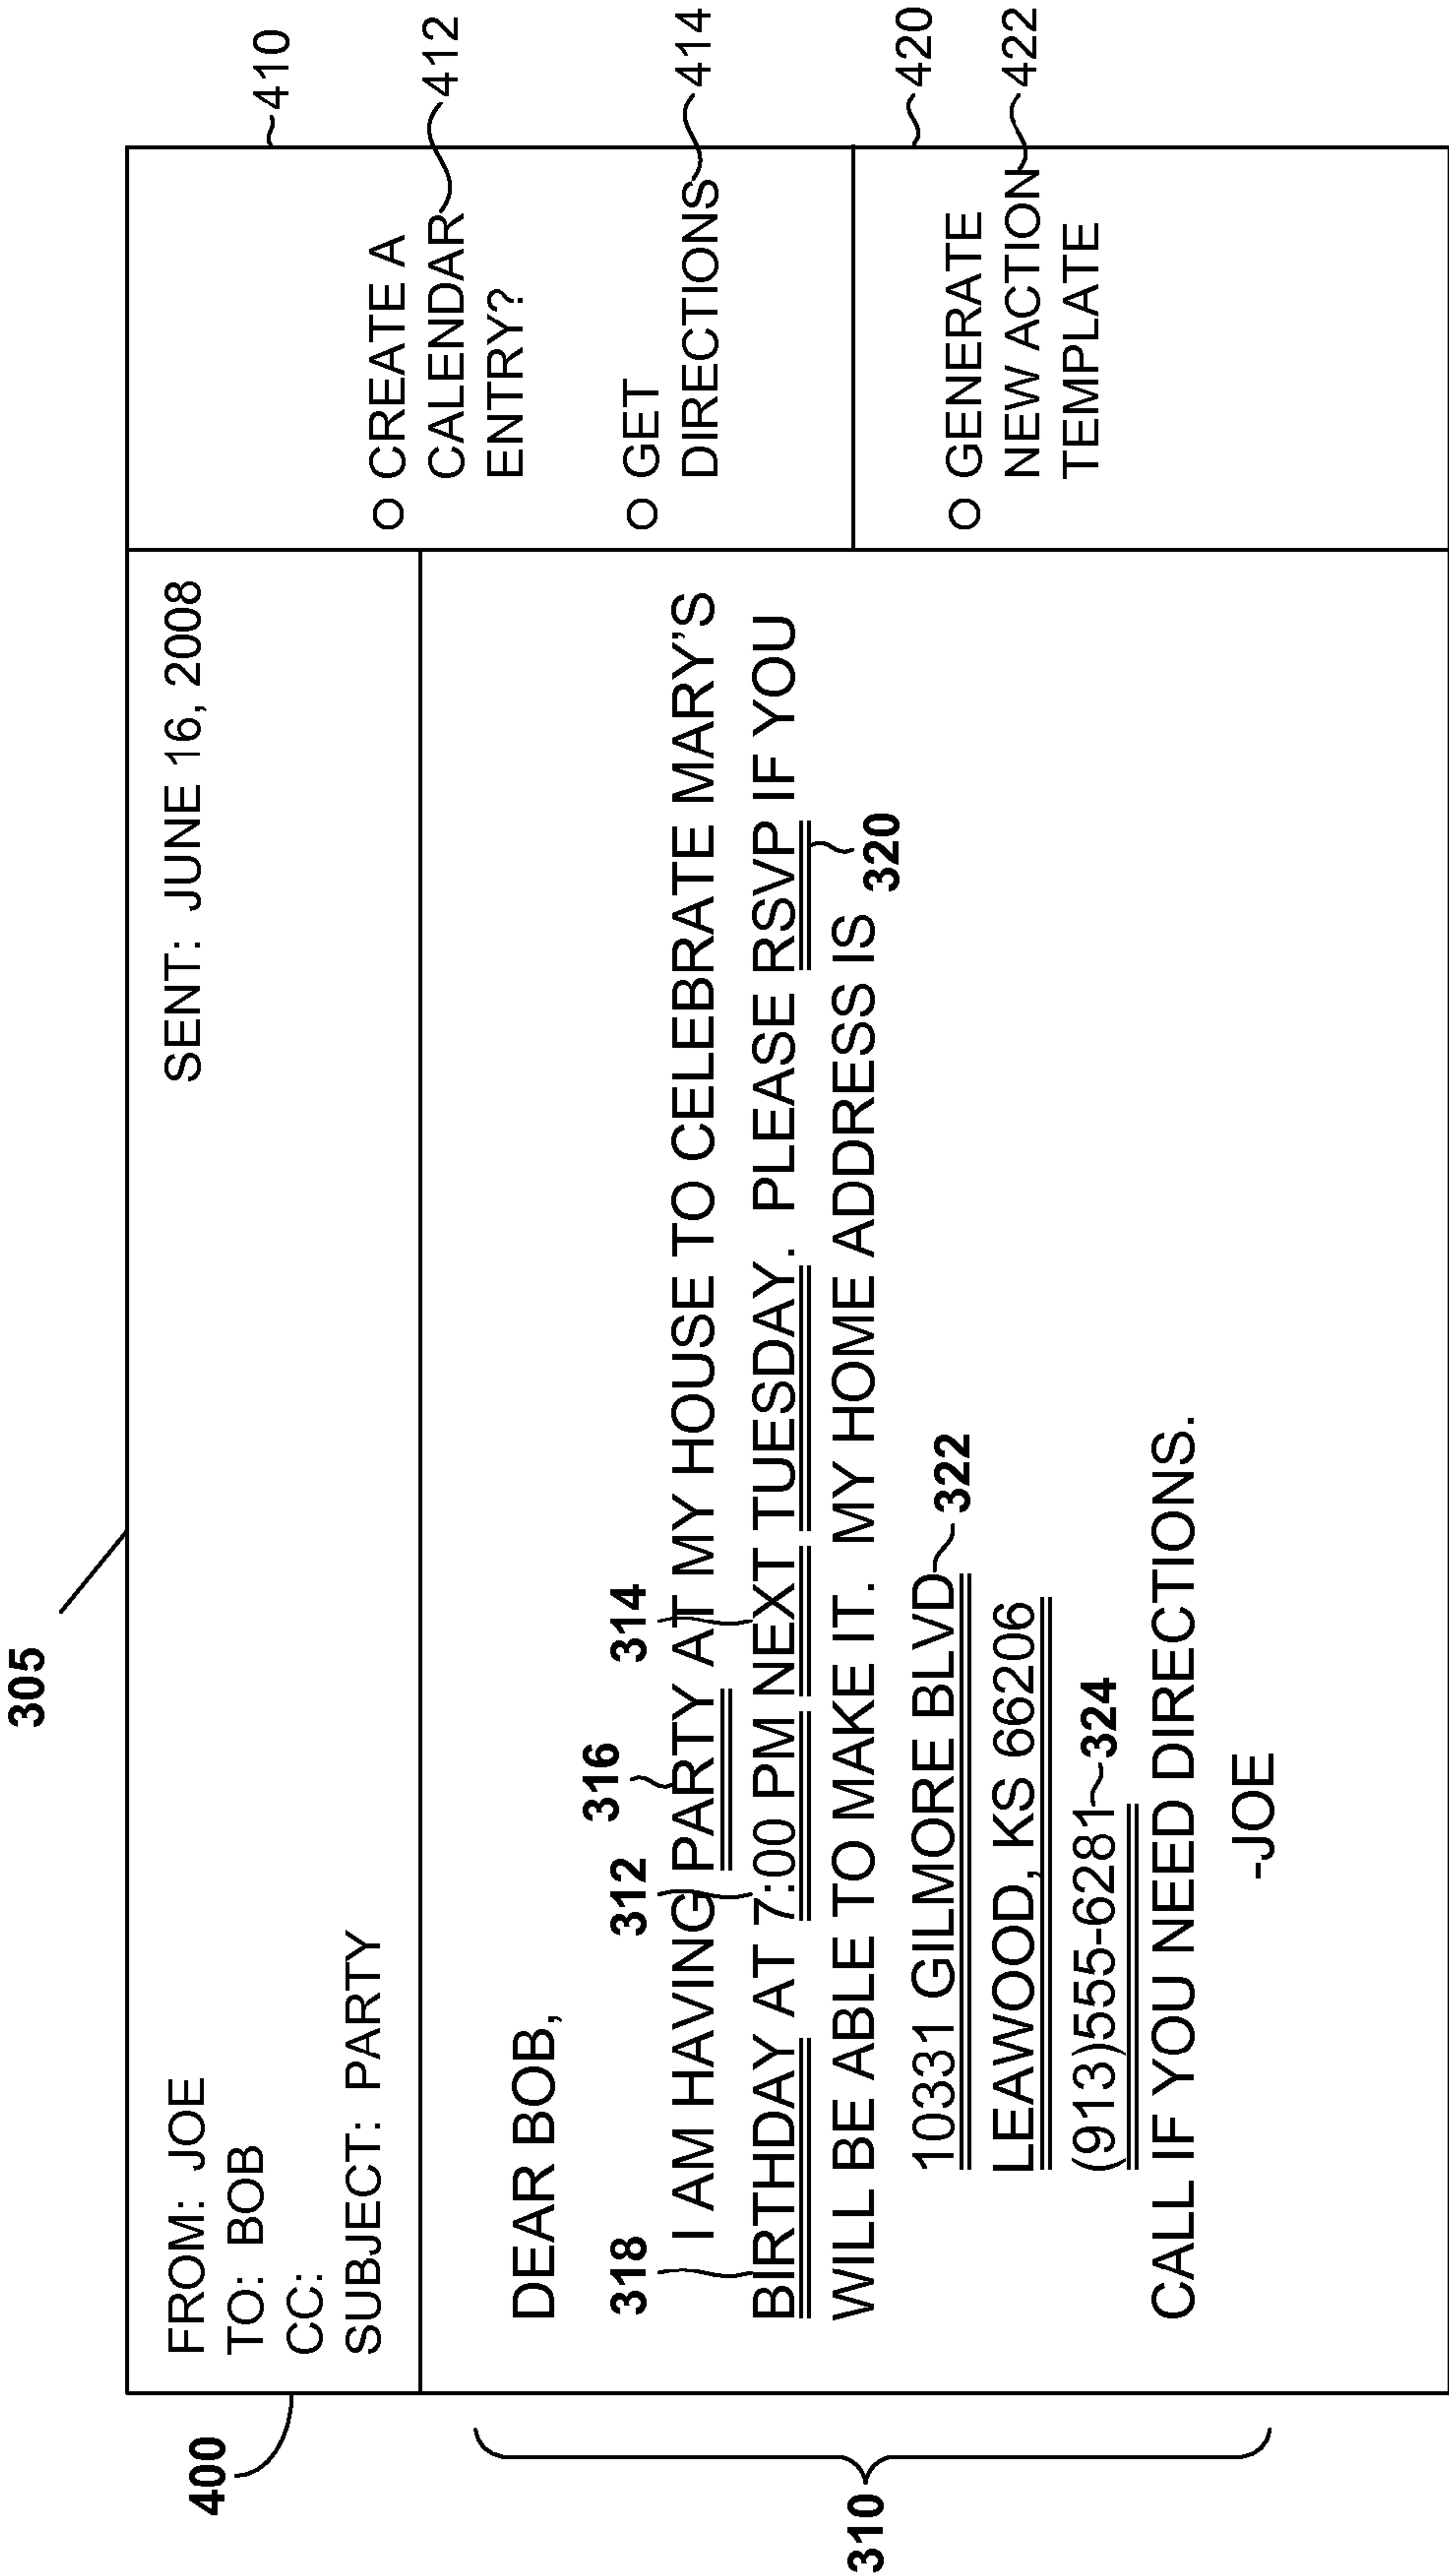 305
400
FROM: JOE
TO: BOB
CC:
SUBJECT: PARTY
SENT: JUNE 16, 2008
310
DEAR BOB,
318
312
316
314
I AM HAVING PARTY AT MY HOUSE TO CELEBRATE MARY'S
BIRTHDAY AT 7:00 PM NEXT TUESDAY. PLEASE RSVP IF YOU
320
WILL BE ABLE TO MAKE IT. MY HOME ADDRESS IS
10331 GILMORE BLVD
322
LEAWOOD, KS 66206
(913)555-6281
324
CALL IF YOU NEED DIRECTIONS.
-JOE
410
O CREATE A
CALENDAR
ENTRY?
412
O GET
DIRECTIONS
414
420
O GENERATE
NEW ACTION
TEMPLATE
422